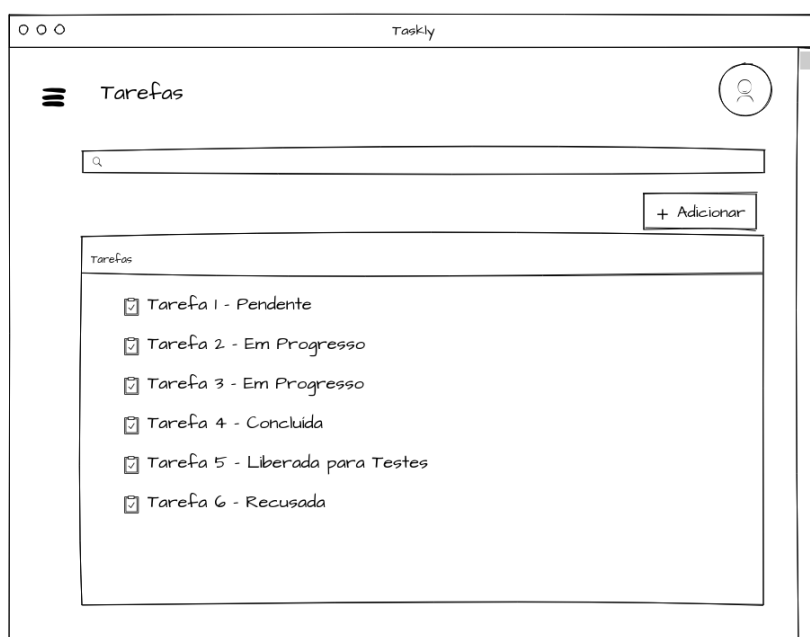 Taskly
Tarefas
+ Adicionar
Tarefas
Tarefa 1 - Pendente
Tarefa 2 - Em Progresso
Tarefa 3 - Em Progresso
Tarefa 4 - Concluída
Tarefa 5 - Liberada para Testes
Tarefa 6 - Recusada